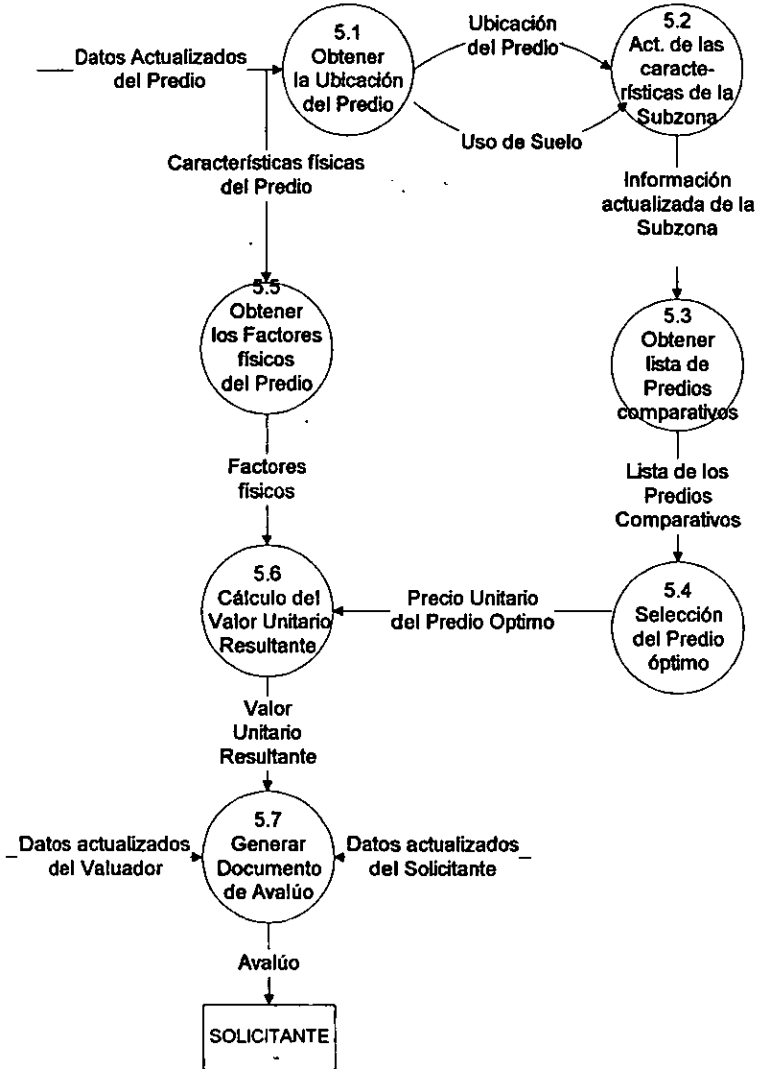 Datos Actualizados
del Predio
5.1
Obtener
la Ubicación
del Predio
Ubicación
del Predio
Uso de Suelo
5.2
Act. de las
caracte-
rísticas de la
Subzona
Características físicas
del Predio
Información
actualizada de la
Subzona
5.5
Obtener
los Factores
físicos
del Predio
5.3
Obtener
lista de
Predios
comparativos
Factores
físicos
Lista de los
Predios
Comparativos
5.6
Cálculo del
Valor Unitario
Resultante
Precio Unitario
del Predio Optimo
5.4
Selección
del Predio
óptimo
Valor
Unitario
Resultante
Datos actualizados
del Valuador
5.7
Generar
Documento
de Avalúo
Datos actualizados
del Solicitante
Avalúo
SOLICITANTE